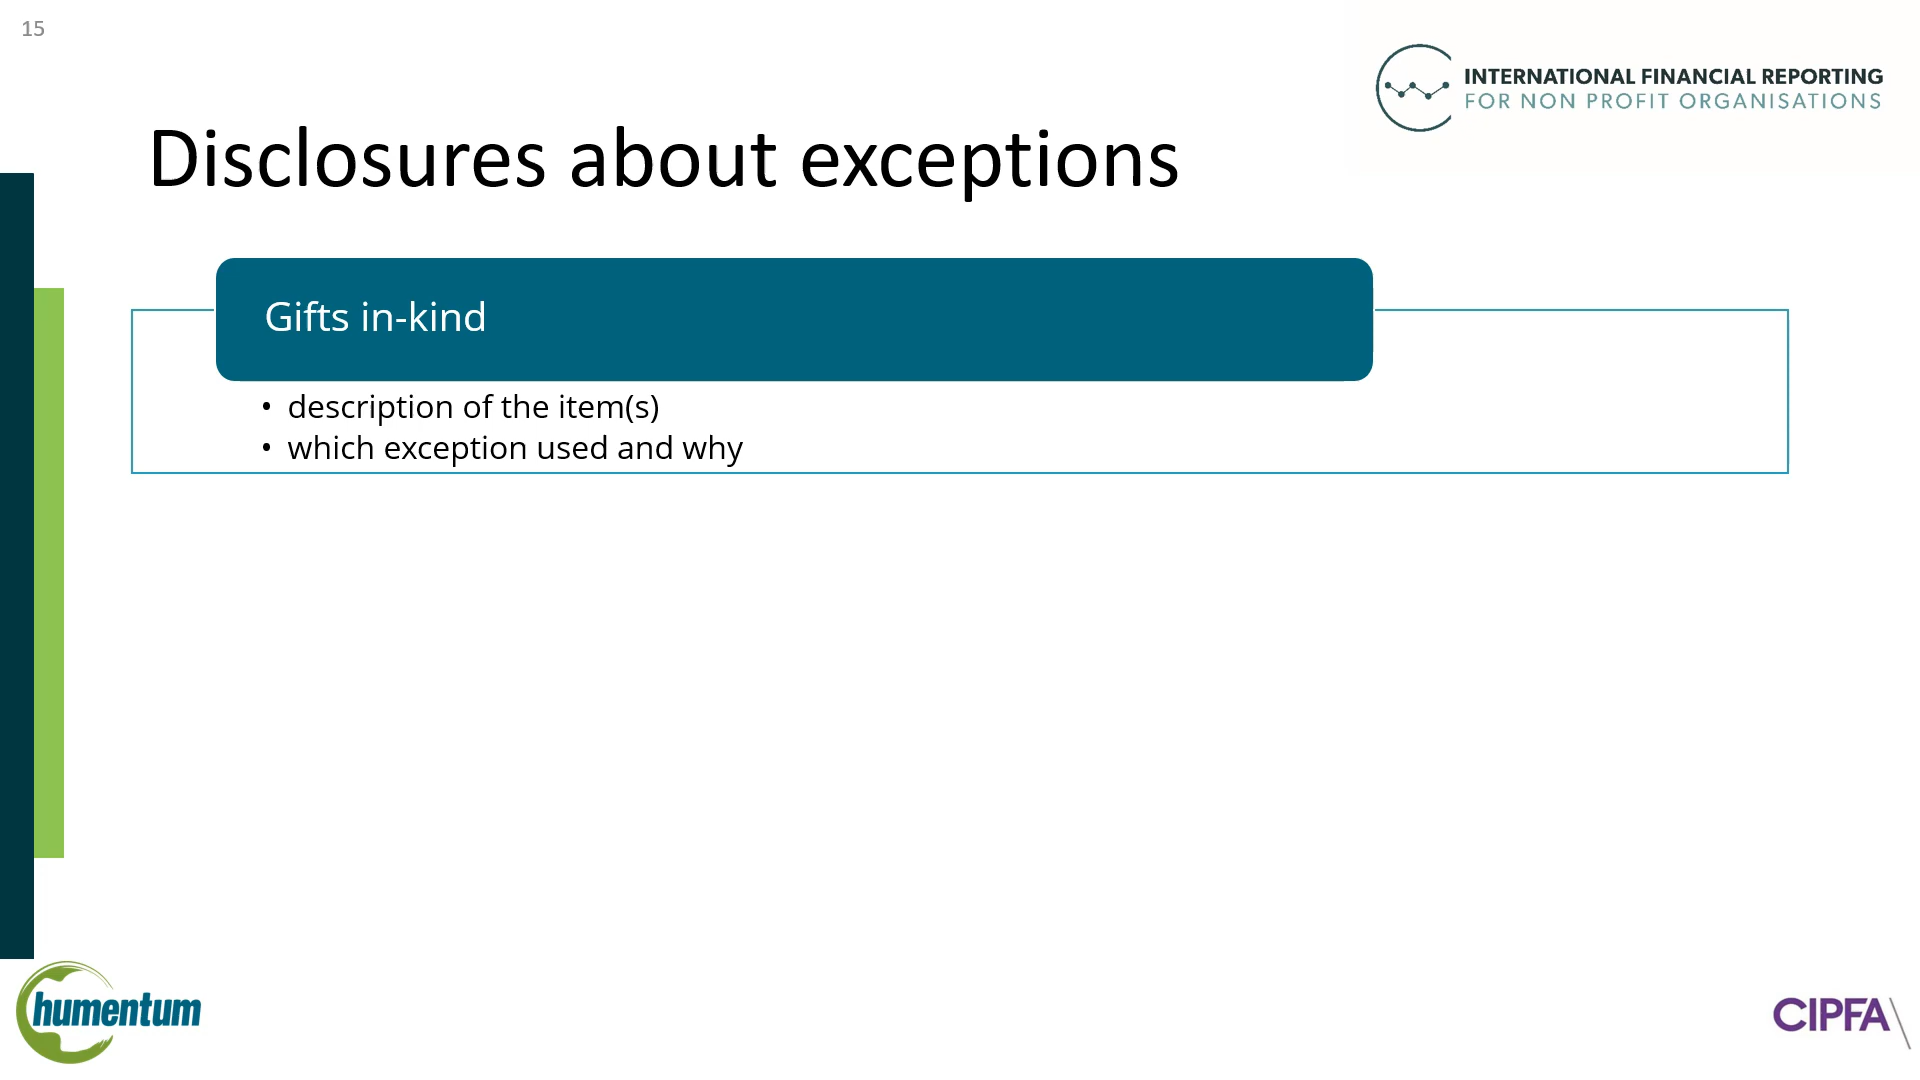 15
INTERNATIONAL FINANCIAL REPORTING
FOR NON PROFIT ORGANISATIONS
Disclosures about exceptions
Gifts in-kind
• description of the item(s)
• which exception used and why
humentum
CIPFA